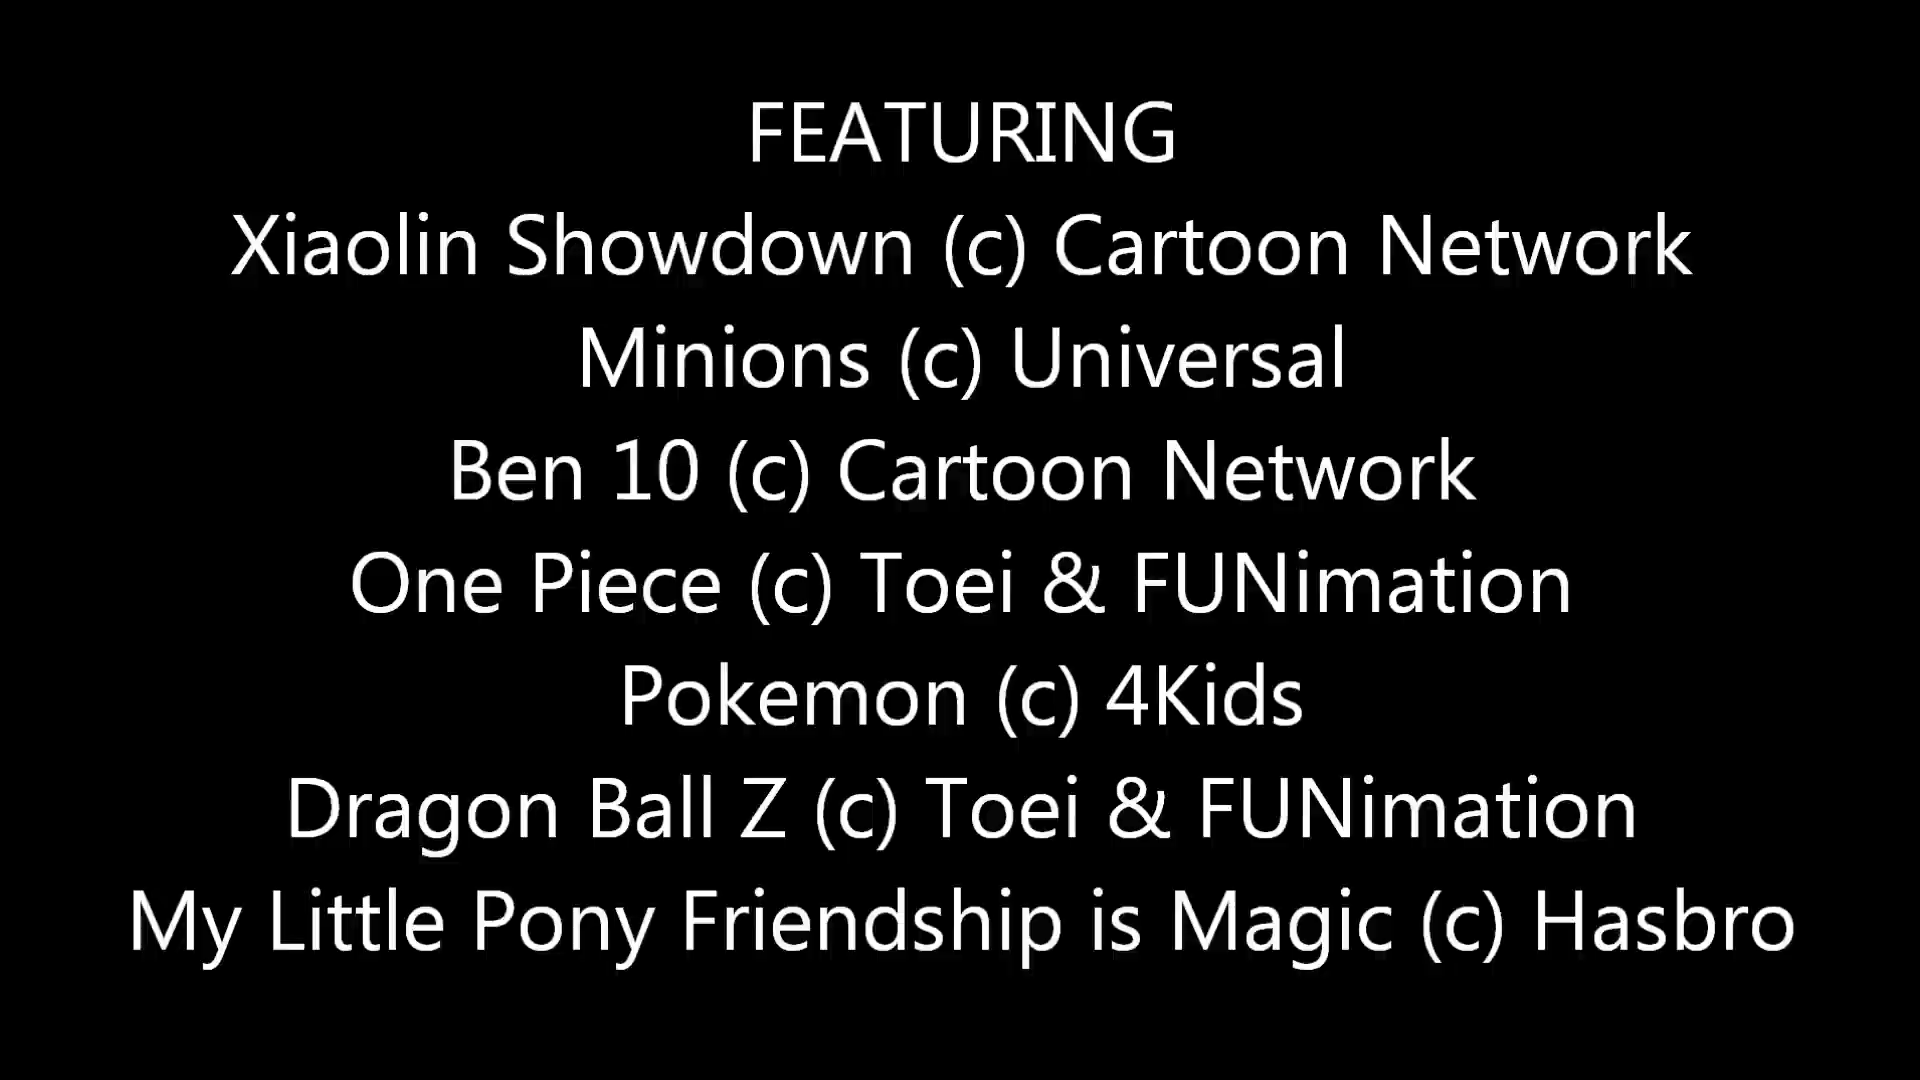 FEATURING
Xiaolin Showdown (c) Cartoon Network
Minions (c) Universal
Ben 10 (c) Cartoon Network
One Piece (c) Toei & FUNimation
Pokemon (c) 4Kids
Dragon Ball Z (c) Toei & FUNimation
My Little Pony Friendship is Magic (c) Hasbro